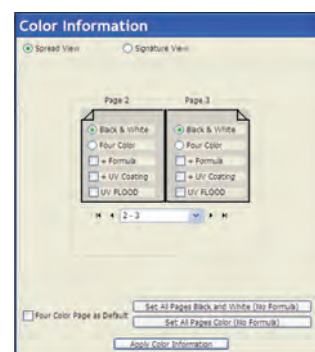 Color Information
Spread View Signature View
Page 2 Page 3
Black & White Black & White
Four Color Four Color
+ Formula + Formula
+ UV Coating + UV Coating
UV FLOOD UV FLOOD
2 - 3
Set All Pages Black and White (No Formula)
Four Color Page as Default
Set All Pages Color (No Formula)
Apply Color Information